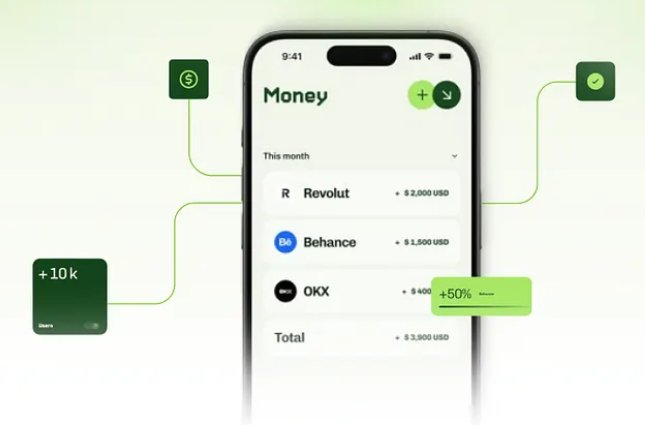 9:41
Money
This month
R Revolut + $ 2,000 USD
Bē Behance + $ 1,500 USD
OKX + $ 400
Total + $ 3,900 USD
+10k
Users
+50%